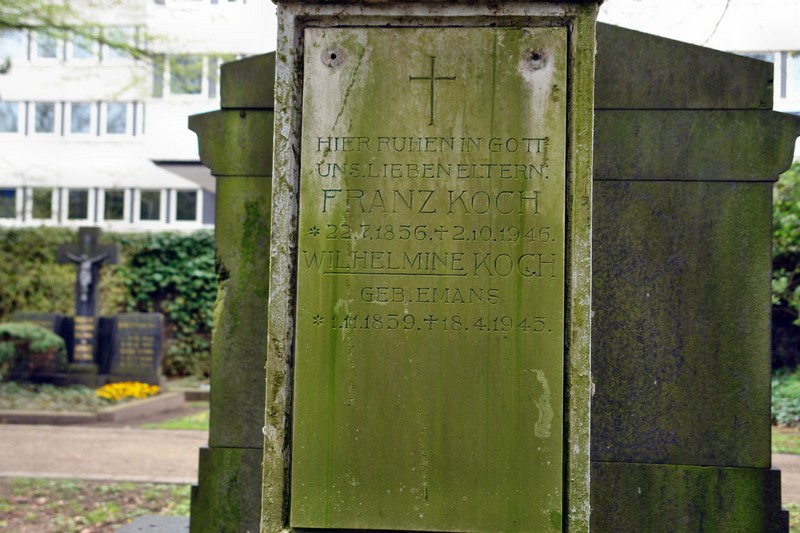 HIER RUHEN IN GOTT
UNS. LIEBEN ELTERN:
FRANZ KOCH
*22.7.1856.+2.10.1946.
WILHELMINE KOCH
GEB. EMANS
*1.11.1859.+18.4.1945.